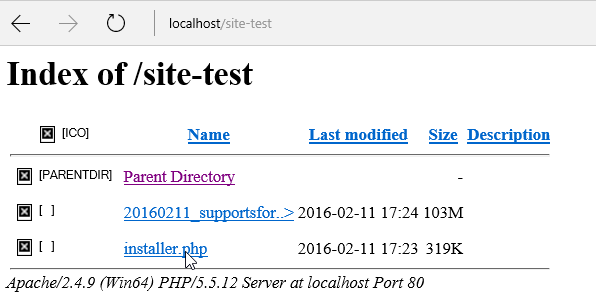 localhost/site-test
Index of /site-test
[ICO] Name Last modified Size Description
[PARENTDIR] Parent Directory -
[ ] 20160211_supportsfor..> 2016-02-11 17:24 103M
[ ] installer.php 2016-02-11 17:23 319K
Apache/2.4.9 (Win64) PHP/5.5.12 Server at localhost Port 80